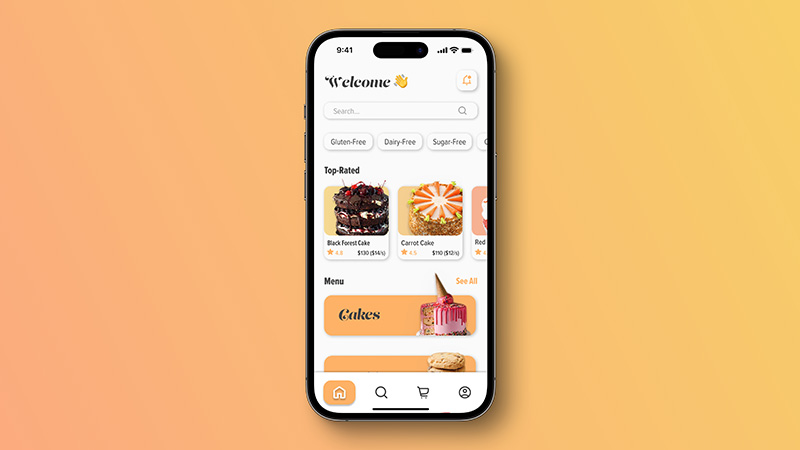 9:41
Welcome 👋
Search...
Gluten-Free Dairy-Free Sugar-Free
Top-Rated
Black Forest Cake Carrot Cake Red
4.8 $130 ($14/s) 4.5 $110 ($12/s) 4
Menu See All
Cakes